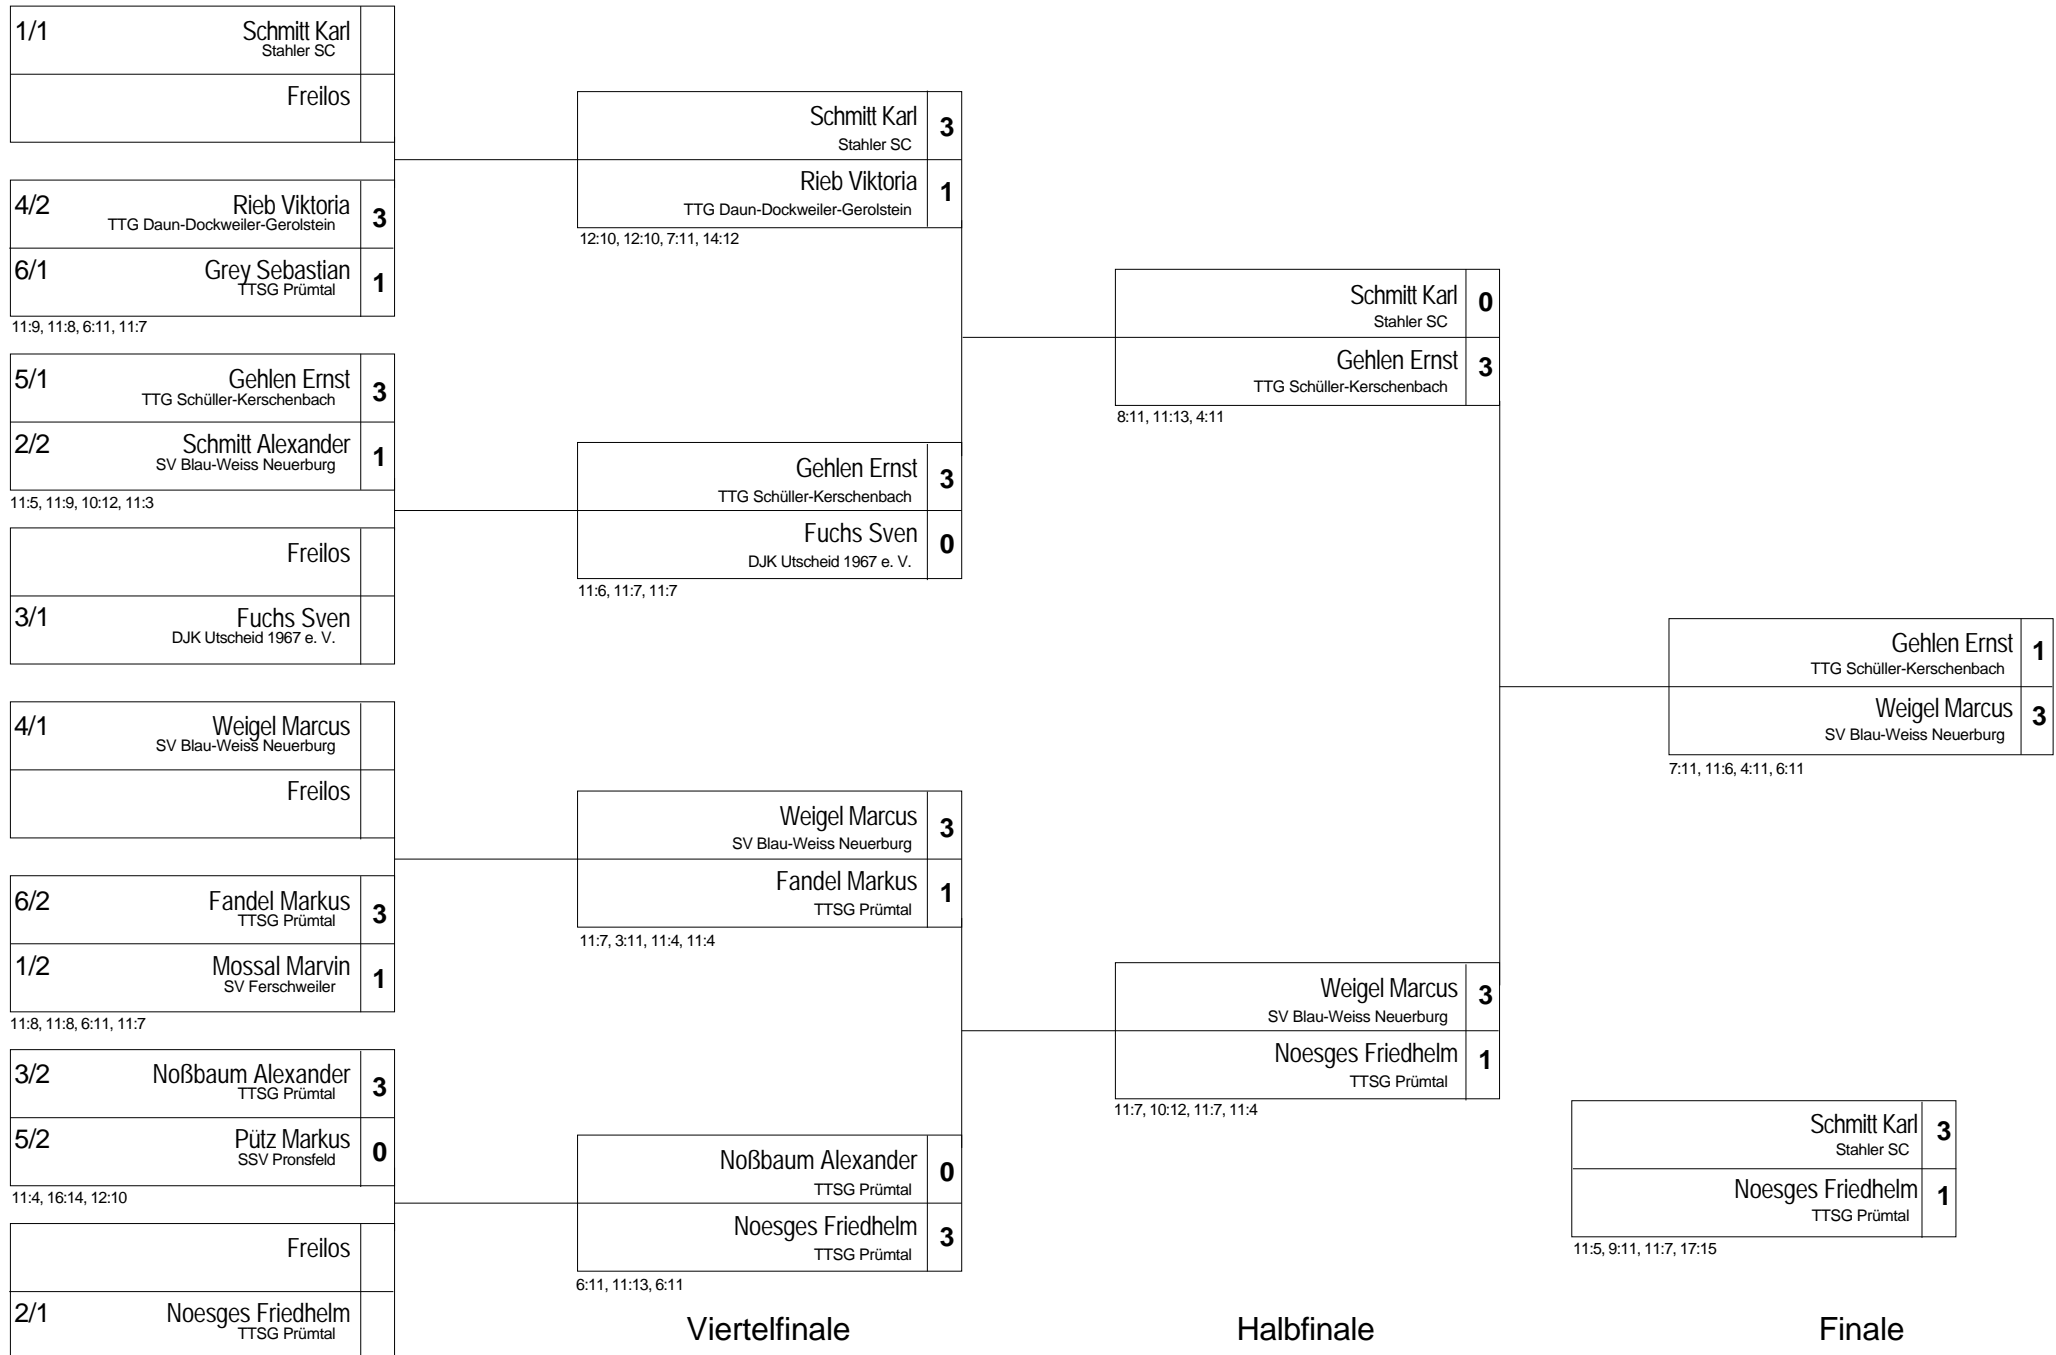 1/1 Schmitt Karl
Stahler SC
Freilos
4/2 Rieb Viktoria 3
TTG Daun-Dockweiler-Gerolstein
6/1 Grey Sebastian 1
TTSG Prümtal
11:9, 11:8, 6:11, 11:7
5/1 Gehlen Ernst 3
TTG Schüller-Kerschenbach
2/2 Schmitt Alexander 1
SV Blau-Weiss Neuerburg
11:5, 11:9, 10:12, 11:3
Freilos
3/1 Fuchs Sven
DJK Utscheid 1967 e. V.
4/1 Weigel Marcus
SV Blau-Weiss Neuerburg
Freilos
6/2 Fandel Markus 3
TTSG Prümtal
1/2 Mossal Marvin 1
SV Ferschweiler
11:8, 11:8, 6:11, 11:7
3/2 Noßbaum Alexander 3
TTSG Prümtal
5/2 Pütz Markus 0
SSV Pronsfeld
11:4, 16:14, 12:10
Freilos
2/1 Noesges Friedhelm
TTSG Prümtal
Schmitt Karl 3
Stahler SC
Rieb Viktoria 1
TTG Daun-Dockweiler-Gerolstein
12:10, 12:10, 7:11, 14:12
Gehlen Ernst 3
TTG Schüller-Kerschenbach
Fuchs Sven 0
DJK Utscheid 1967 e. V.
11:6, 11:7, 11:7
Weigel Marcus 3
SV Blau-Weiss Neuerburg
Fandel Markus 1
TTSG Prümtal
11:7, 3:11, 11:4, 11:4
Noßbaum Alexander 0
TTSG Prümtal
Noesges Friedhelm 3
TTSG Prümtal
6:11, 11:13, 6:11
Viertelfinale
Schmitt Karl 0
Stahler SC
Gehlen Ernst 3
TTG Schüller-Kerschenbach
8:11, 11:13, 4:11
Weigel Marcus 3
SV Blau-Weiss Neuerburg
Noesges Friedhelm 1
TTSG Prümtal
11:7, 10:12, 11:7, 11:4
Halbfinale
Gehlen Ernst 1
TTG Schüller-Kerschenbach
Weigel Marcus 3
SV Blau-Weiss Neuerburg
7:11, 11:6, 4:11, 6:11
Schmitt Karl 3
Stahler SC
Noesges Friedhelm 1
TTSG Prümtal
11:5, 9:11, 11:7, 17:15
Finale